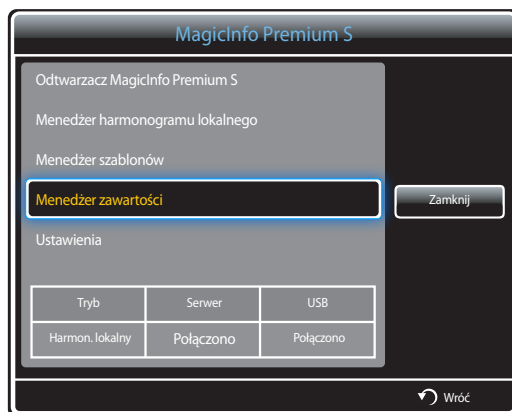 MagicInfo Premium S
Odtwarzacz MagicInfo Premium S
Menedżer harmonogramu lokalnego
Menedżer szablonów
Menedżer zawartości
Zamknij
Ustawienia
Tryb Serwer USB
Harmon. lokalny Połączono Połączono
Wróć